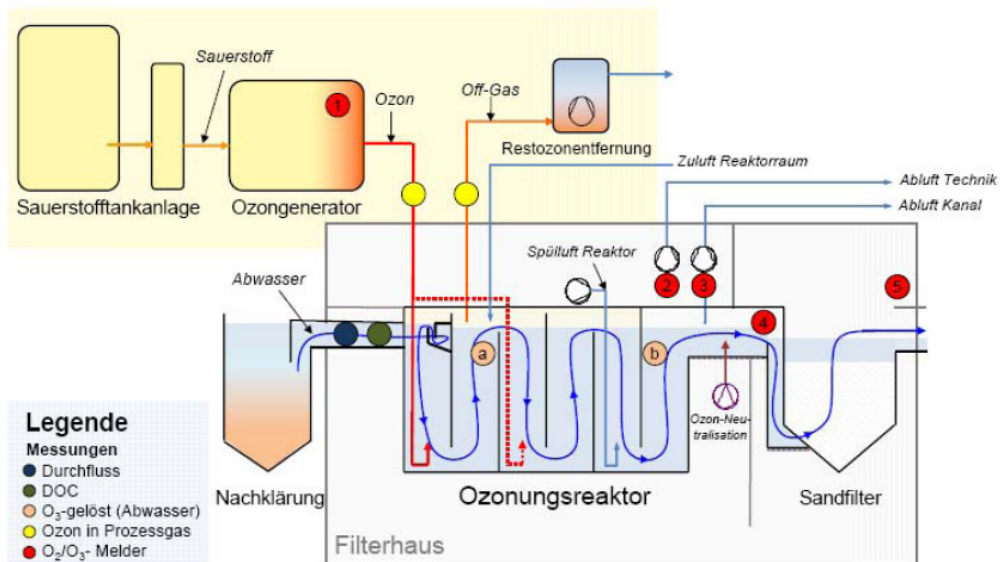 Sauerstoff
1
Ozon
Off-Gas
Restozonentfernung
Sauerstofftankanlage
Ozongenerator
Zuluft Reaktorraum
Abluft Technik
Abluft Kanal
Abwasser
Spülluft Reaktor
2
3
5
4
a
b
Ozon-Neu-
tralisation
Nachklärung
Ozonungsreaktor
Sandfilter
Filterhaus
Legende
Messungen
Durchfluss
DOC
O3-gelöst (Abwasser)
Ozon in Prozessgas
O2/O3- Melder